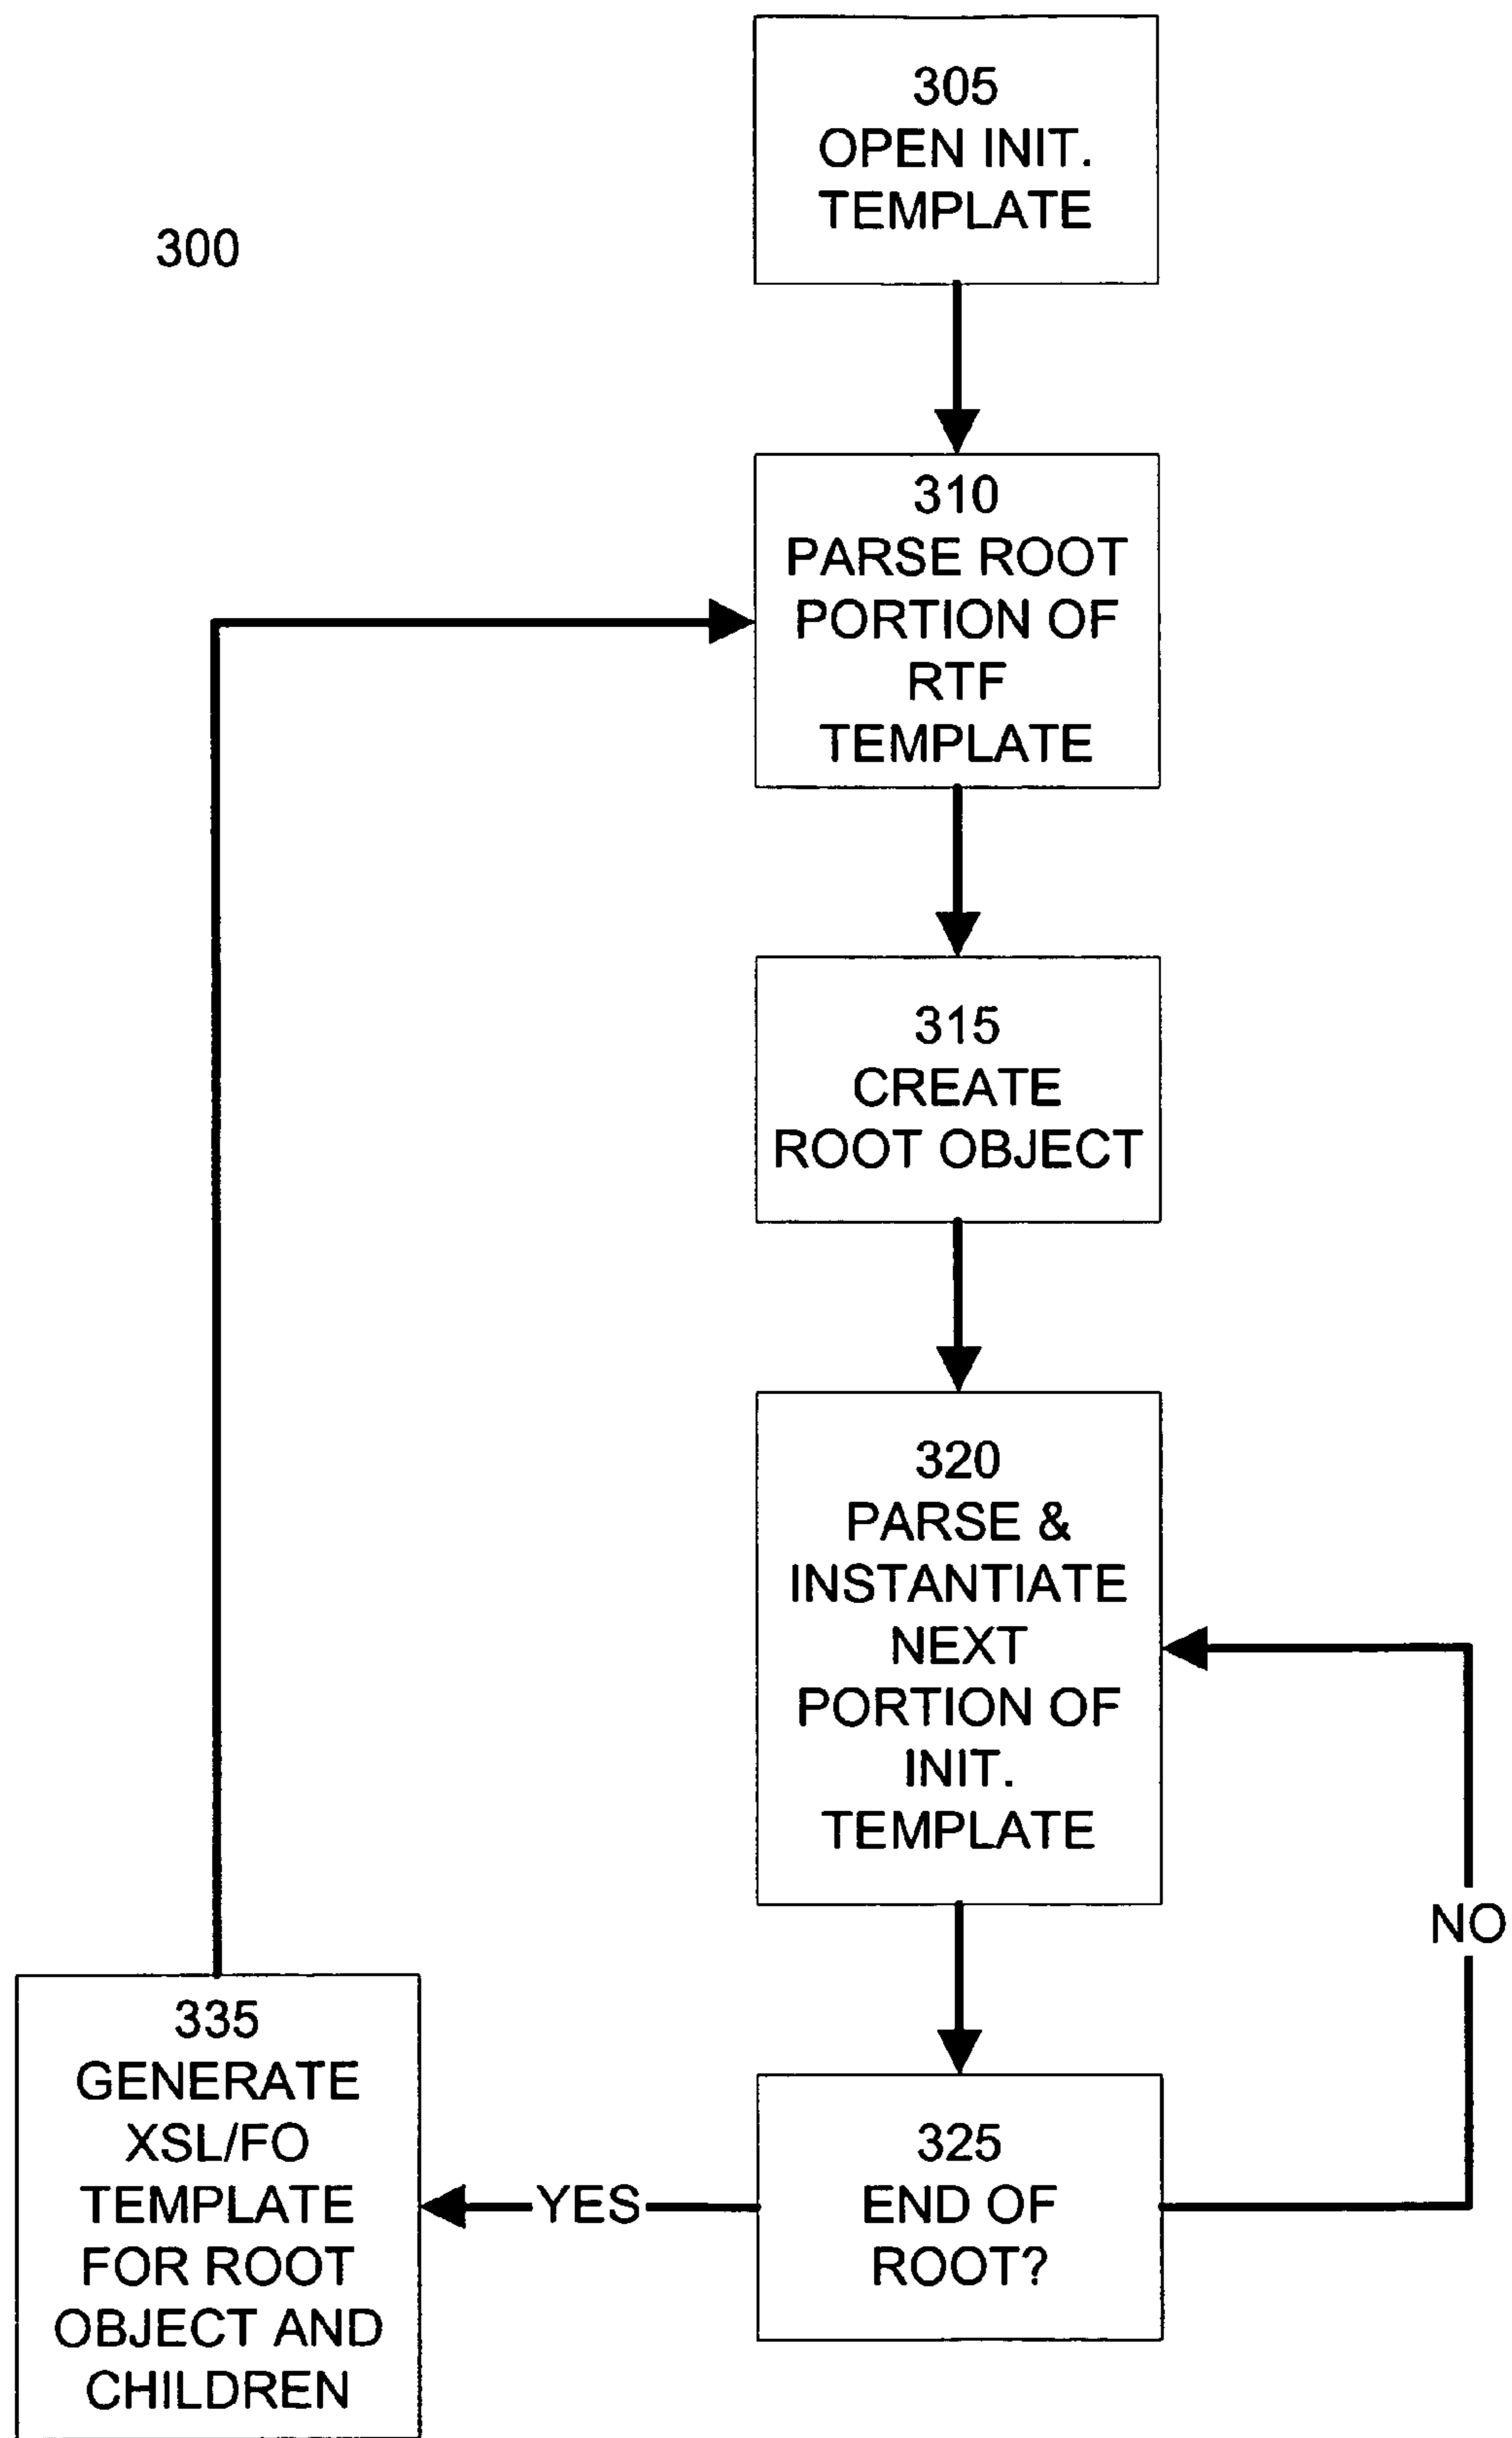 305
OPEN INIT.
TEMPLATE
300
310
PARSE ROOT
PORTION OF
RTF
TEMPLATE
315
CREATE
ROOT OBJECT
320
PARSE &
INSTANTIATE
NEXT
PORTION OF
INIT.
TEMPLATE
NO
335
GENERATE
XSL/FO
TEMPLATE
FOR ROOT
OBJECT AND
CHILDREN
YES
325
END OF
ROOT?